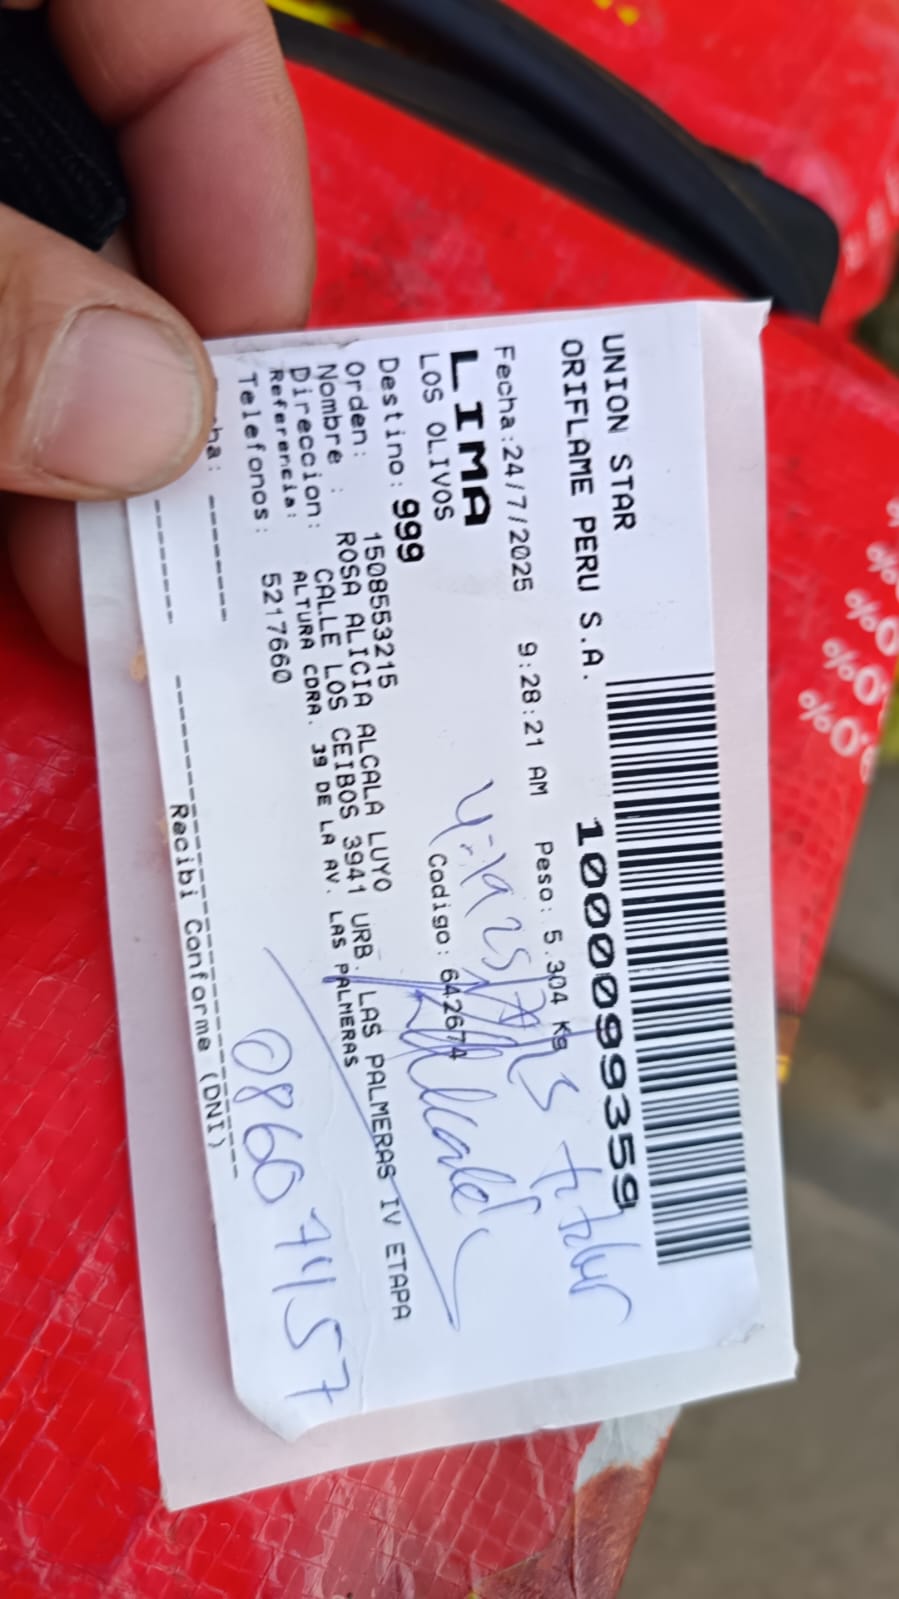 UNION STAR
ORIFLAME PERU S.A. 10000099359
Fecha:24/7/2025 9:28:21 AM Peso: 5.304 Kg
LIMA
LOS OLIVOS Codigo: 642674
Destino: 999
Orden: 1508553215
Nombre : ROSA ALICIA ALCALA LUYO
Direccion: CALLE LOS CEIBOS 3941 URB. LAS PALMERAS IV ETAPA
Referencia: ALTURA CDRA. 39 DE LA AV. LAS PALMERAS
Telefonos: 5217660
Recibi Conforme (DNI)
titular